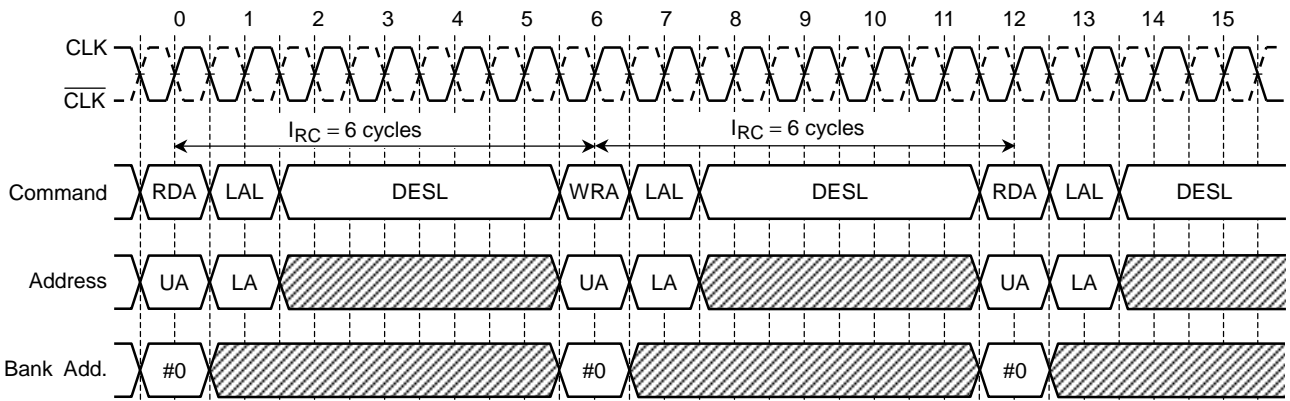 0 1 2 3 4 5 6 7 8 9 10 11 12 13 14 15
CLK
CLK
IRC = 6 cycles IRC = 6 cycles
Command RDA LAL DESL WRA LAL DESL RDA LAL DESL
Address UA LA UA LA UA LA
Bank Add. #0 #0 #0